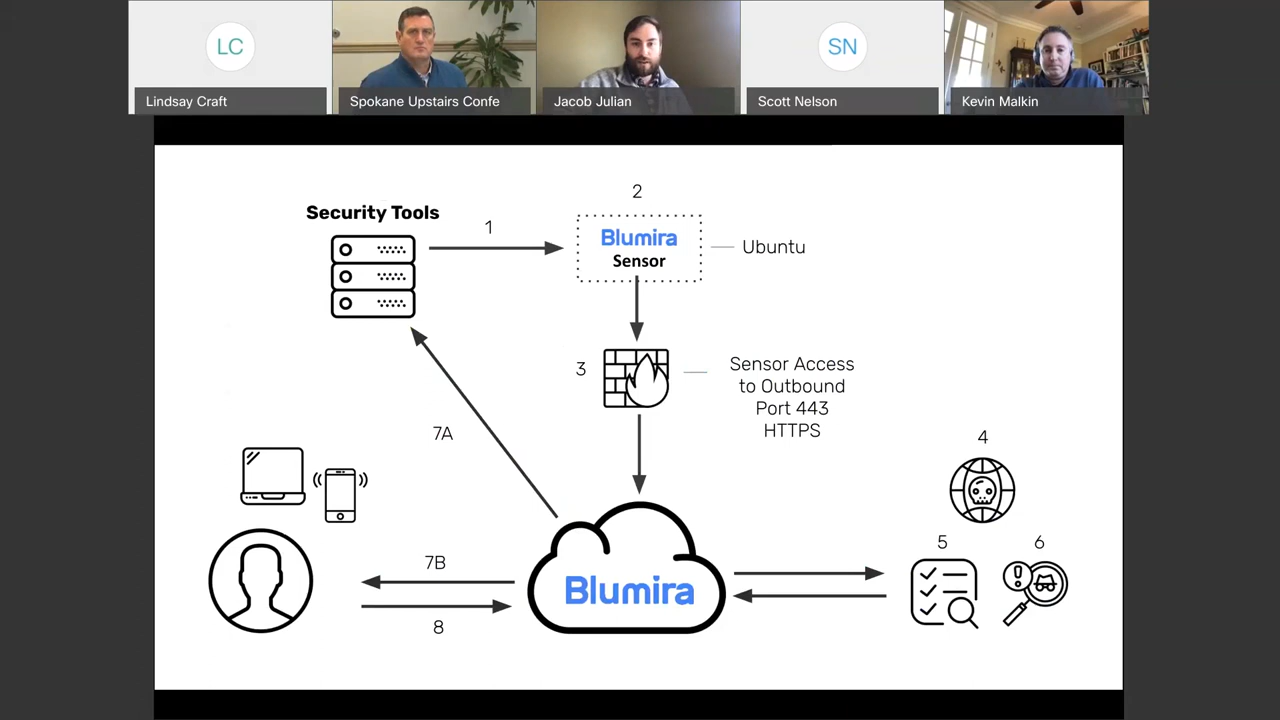 LC
SN
Lindsay Craft
Spokane Upstairs Confe
Jacob Julian
Scott Nelson
Kevin Malkin
2
Security Tools
1
Blumira
Sensor
Ubuntu
3
Sensor Access
to Outbound
Port 443
HTTPS
7A
4
5
6
7B
Blumira
8